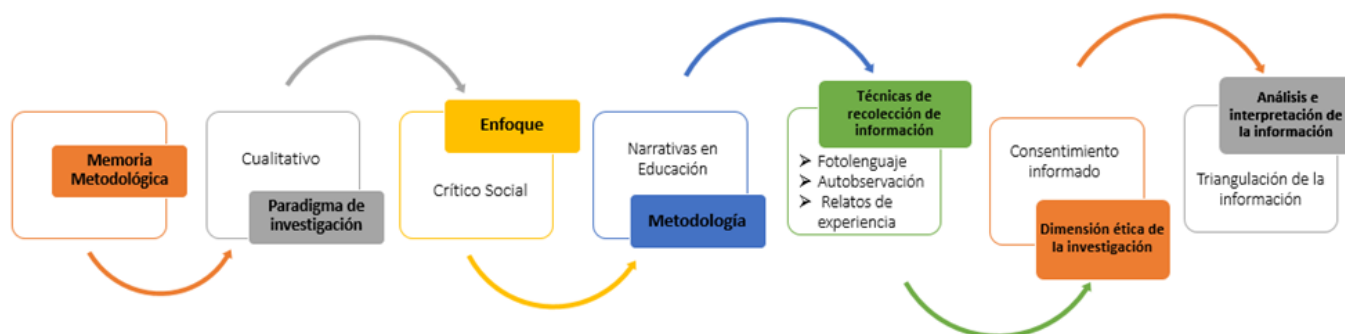 Memoria
Metodológica
Cualitativo
Paradigma de
investigación
Enfoque
Crítico Social
Narrativas en
Educación
Metodología
Técnicas de
recolección de
información
➤ Fotolenguaje
➤ Autobservación
➤ Relatos de
experiencia
Consentimiento
informado
Dimensión ética de
la investigación
Análisis e
interpretación de
la información
Triangulación de la
información